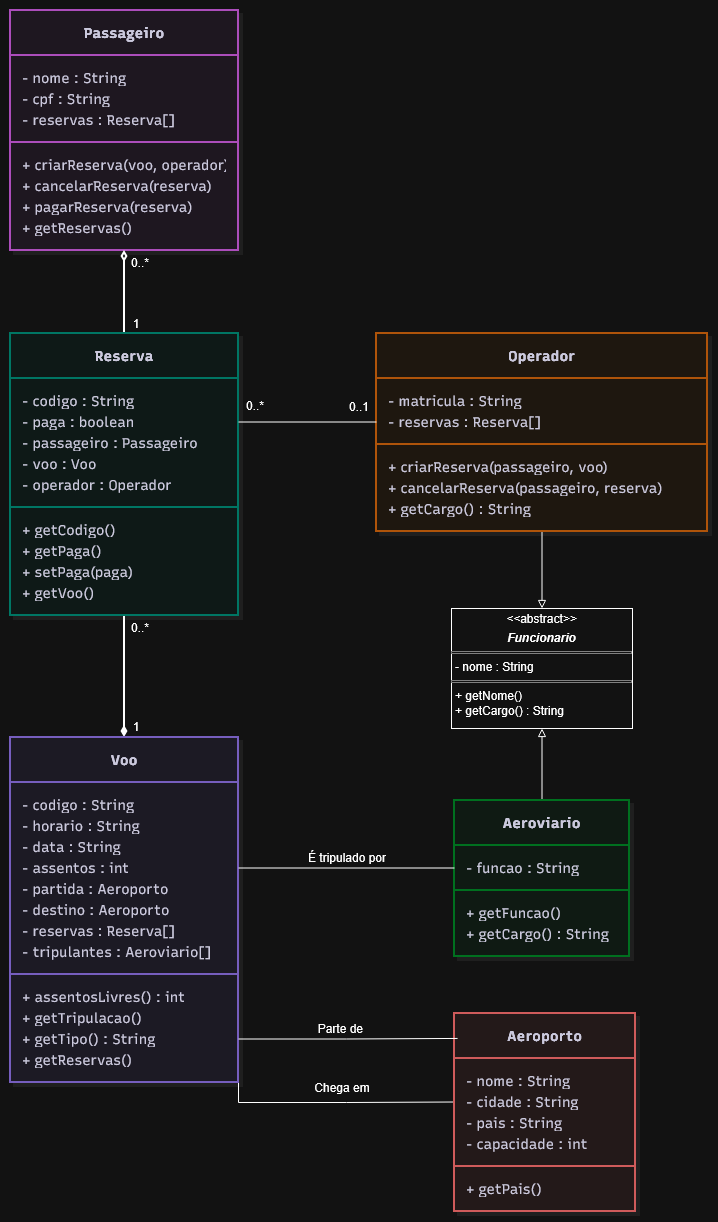 Passageiro
- nome : String
- cpf : String
- reservas : Reserva[]
+ criarReserva(voo, operador)
+ cancelarReserva(reserva)
+ pagarReserva(reserva)
+ getReservas()
0..*
1
Reserva
- codigo : String
- paga : boolean
- passageiro : Passageiro
- voo : Voo
- operador : Operador
+ getCodigo()
+ getPaga()
+ setPaga(paga)
+ getVoo()
0..*
0..1
Operador
- matricula : String
- reservas : Reserva[]
+ criarReserva(passageiro, voo)
+ cancelarReserva(passageiro, reserva)
+ getCargo() : String
<<abstract>>
Funcionario
- nome : String
+ getNome()
+ getCargo() : String
0..*
1
Voo
- codigo : String
- horario : String
- data : String
- assentos : int
- partida : Aeroporto
- destino : Aeroporto
- reservas : Reserva[]
- tripulantes : Aeroviario[]
+ assentosLivres() : int
+ getTripulacao()
+ getTipo() : String
+ getReservas()
É tripulado por
Aeroviario
- funcao : String
+ getFuncao()
+ getCargo() : String
Parte de
Chega em
Aeroporto
- nome : String
- cidade : String
- pais : String
- capacidade : int
+ getPais()